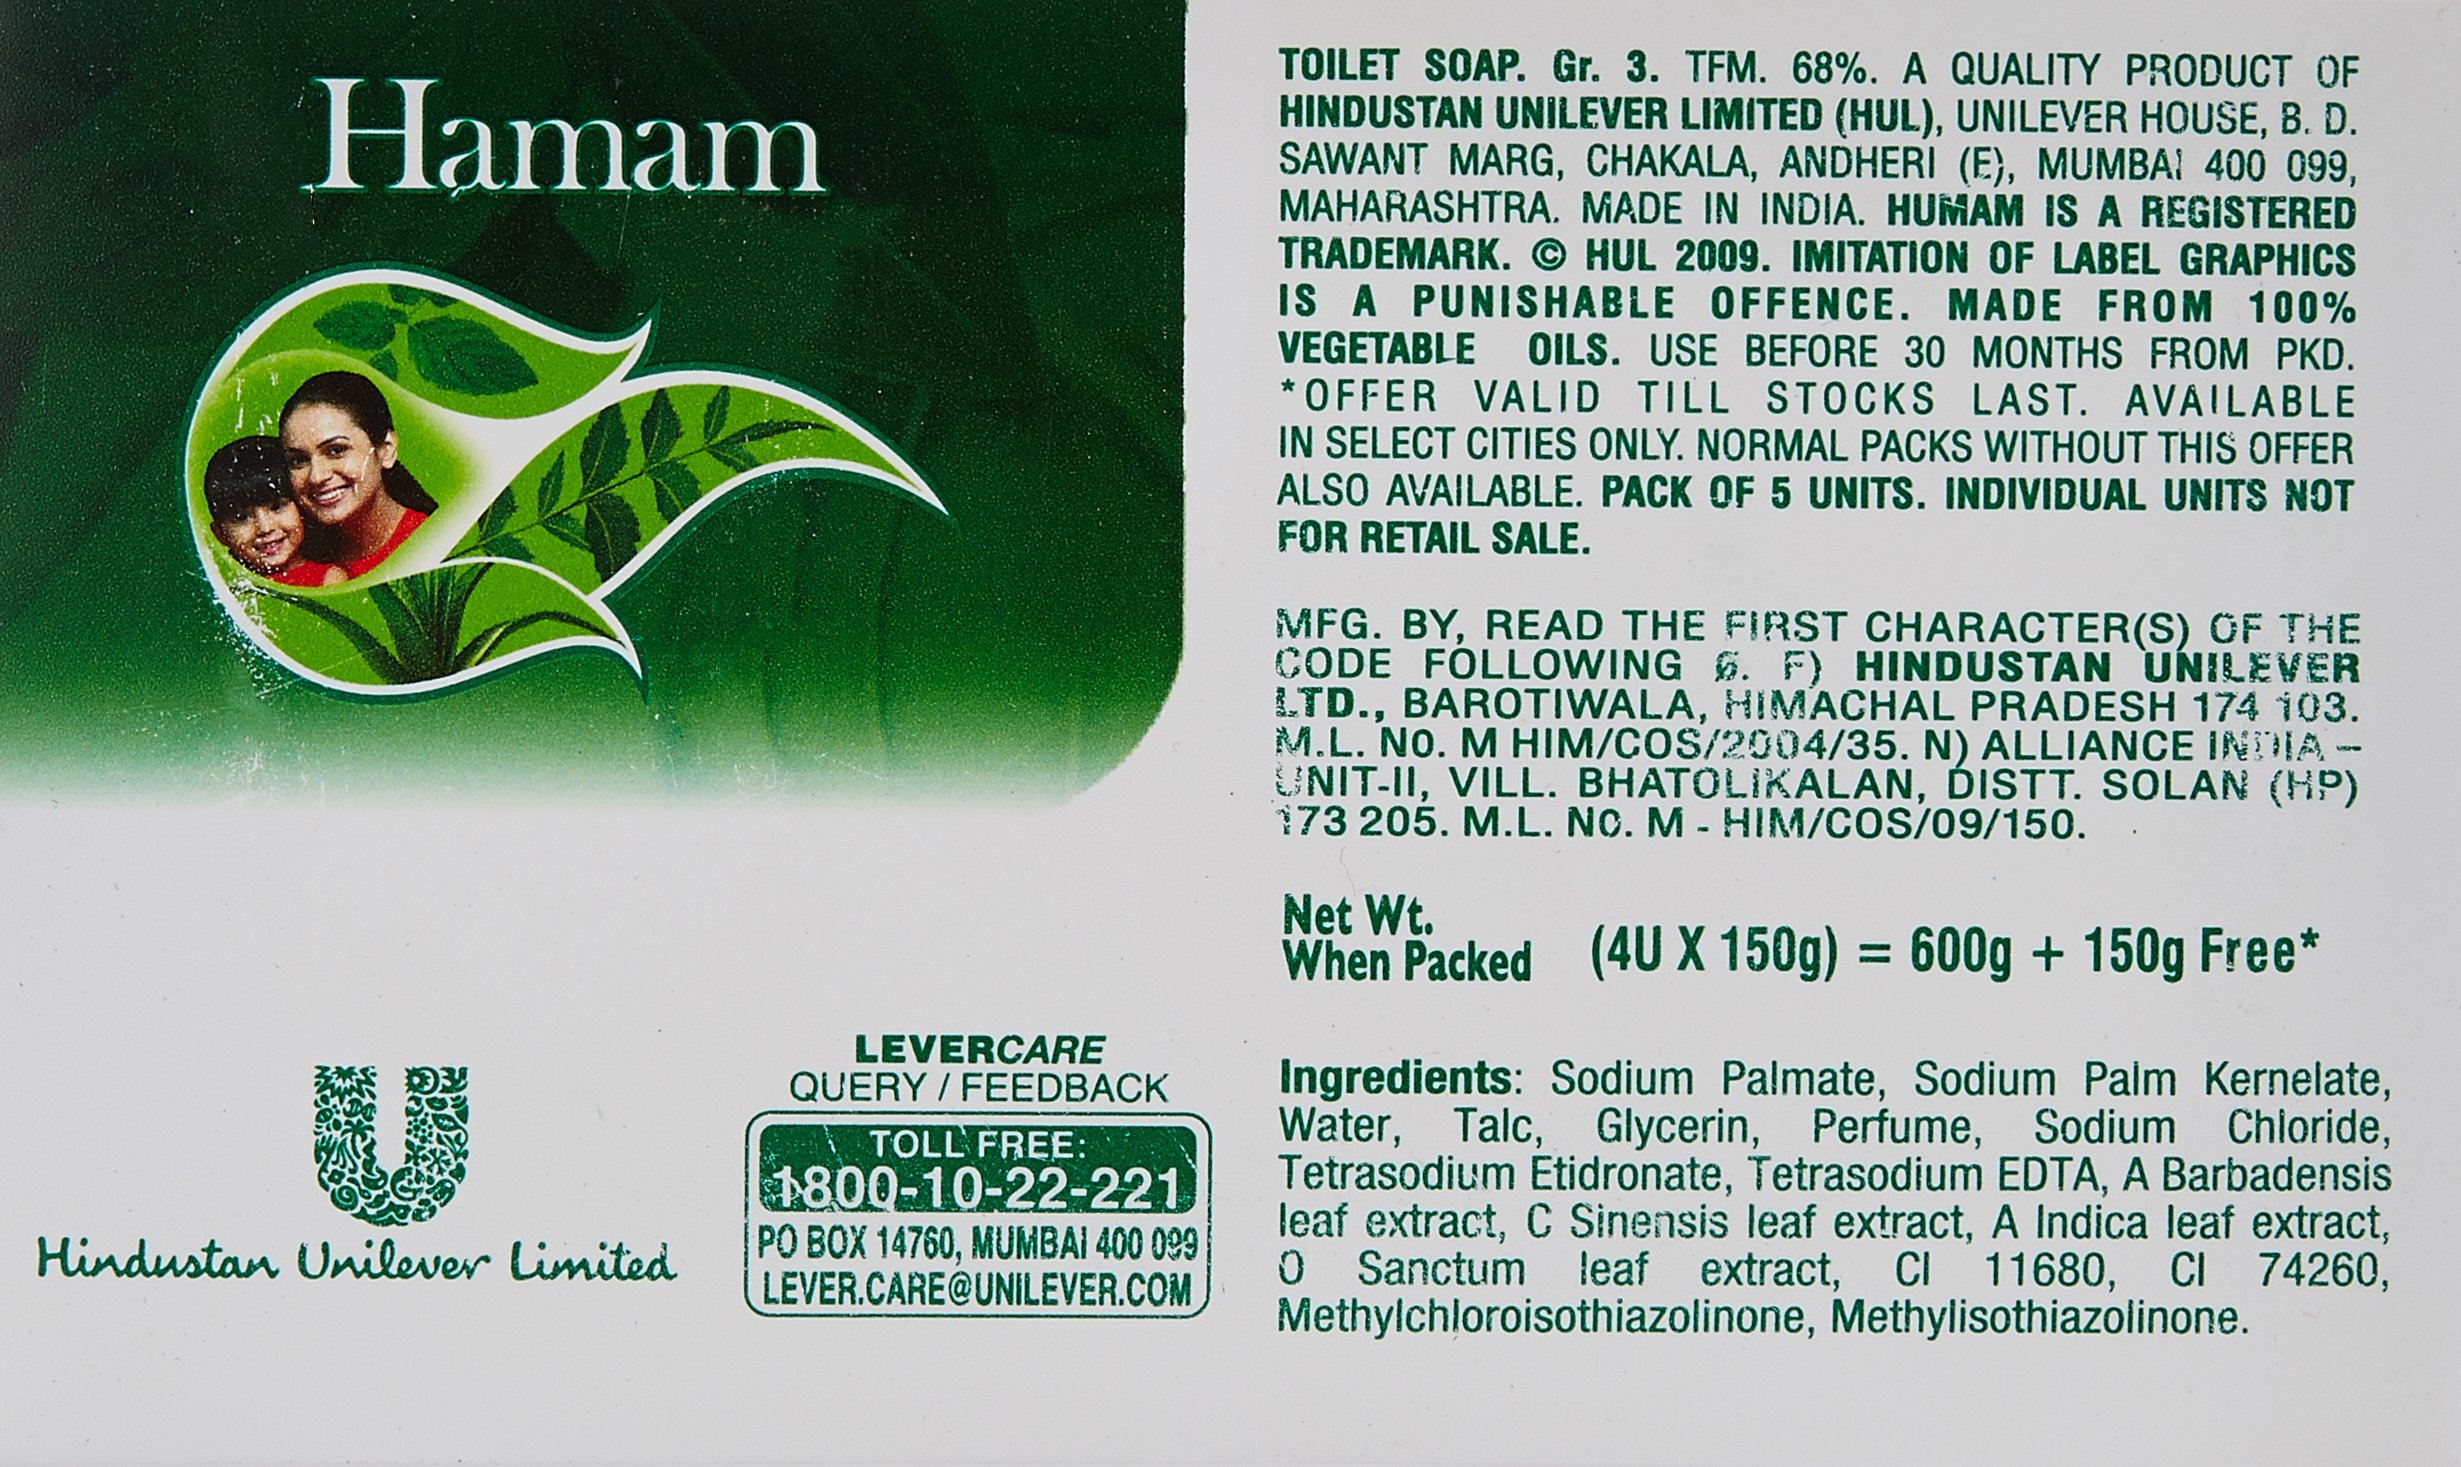 Hamam
TOILET SOAP. Gr. 3. TFM. 68%. A QUALITY PRODUCT OF
HINDUSTAN UNILEVER LIMITED (HUL), UNILEVER HOUSE, B. D.
SAWANT MARG, CHAKALA, ANDHERI (E), MUMBAI 400 099,
MAHARASHTRA. MADE IN INDIA. HUMAM IS A REGISTERED
TRADEMARK. © HUL 2009. IMITATION OF LABEL GRAPHICS
IS A PUNISHABLE OFFENCE. MADE FROM 100%
VEGETABLE OILS. USE BEFORE 30 MONTHS FROM PKD.
*OFFER VALID TILL STOCKS LAST. AVAILABLE
IN SELECT CITIES ONLY. NORMAL PACKS WITHOUT THIS OFFER
ALSO AVAILABLE. PACK OF 5 UNITS. INDIVIDUAL UNITS NOT
FOR RETAIL SALE.
MFG. BY, READ THE FIRST CHARACTER(S) OF THE
CODE FOLLOWING F) HINDUSTAN UNILEVER
LTD., BAROTIWALA, HIMACHAL PRADESH 174 103.
M.L. NO. M HIM/COS/2004/35. N) ALLIANCE INDIA –
UNIT-II, VILL. BHATOLIKALAN, DISTT. SOLAN (HP)
173 205. M.L. NO. M - HIM/COS/09/150.
Net Wt.
When Packed (4U X 150g) = 600g + 150g Free*
Ingredients: Sodium Palmate, Sodium Palm Kernelate,
Water, Talc, Glycerin, Perfume, Sodium Chloride,
Tetrasodium Etidronate, Tetrasodium EDTA, A Barbadensis
leaf extract, C Sinensis leaf extract, A Indica leaf extract,
O Sanctum leaf extract, CI 11680, CI 74260,
Methylchloroisothiazolinone, Methylisothiazolinone.
LEVERCARE
QUERY / FEEDBACK
TOLL FREE:
1800-10-22-221
PO BOX 14760, MUMBAI 400 099
LEVER.CARE@UNILEVER.COM
Hindustan Unilever Limited